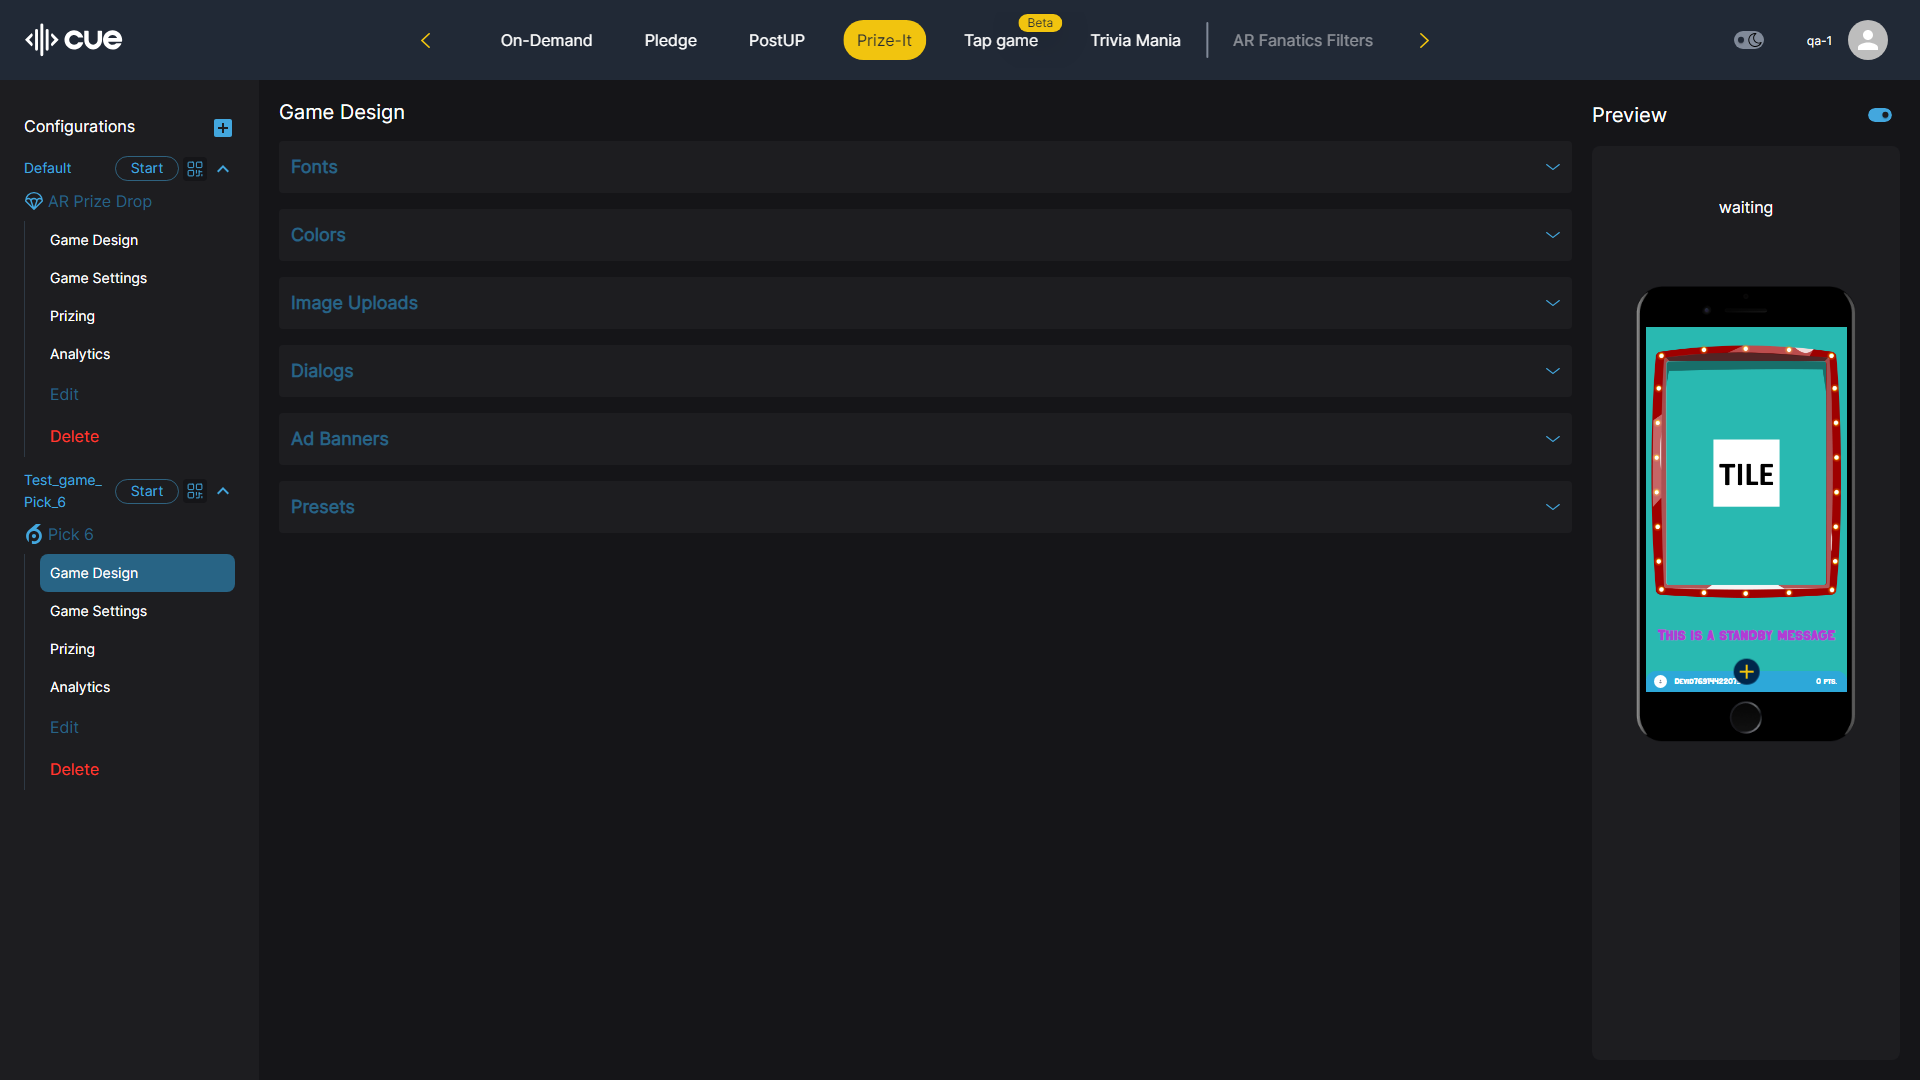 cue
On-Demand
Pledge
PostUP
Prize-It
Tap game
Beta
Trivia Mania
AR Fanatics Filters
qa-1
Configurations
Default
Start
AR Prize Drop
Game Design
Game Settings
Prizing
Analytics
Edit
Delete
Test_game_
Pick_6
Start
Pick 6
Game Design
Game Settings
Prizing
Analytics
Edit
Delete
Game Design
Fonts
Colors
Image Uploads
Dialogs
Ad Banners
Presets
Preview
waiting
TILE
THIS IS A STANDBY MESSAGE
0 PTS.